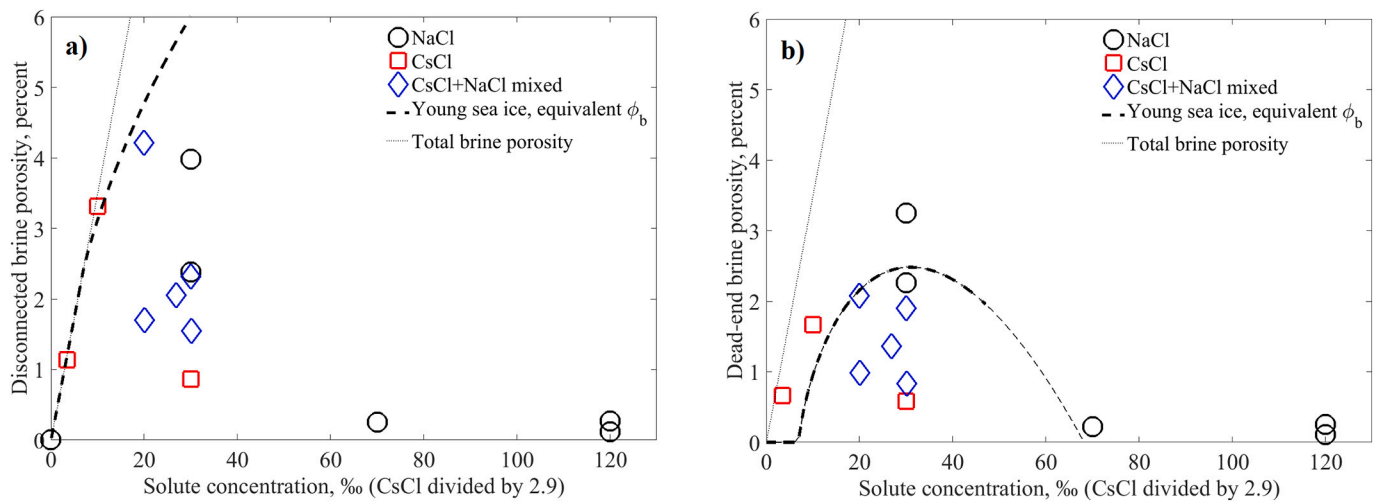 a)
NaCl
CsCl
CsCl+NaCl mixed
Young sea ice, equivalent ϕb
Total brine porosity
Disconnected brine porosity, percent
6
5
4
3
2
1
0
0 20 40 60 80 100 120
Solute concentration, ‰ (CsCl divided by 2.9)
b)
NaCl
CsCl
CsCl+NaCl mixed
Young sea ice, equivalent ϕb
Total brine porosity
Dead-end brine porosity, percent
6
5
4
3
2
1
0
0 20 40 60 80 100 120
Solute concentration, ‰ (CsCl divided by 2.9)